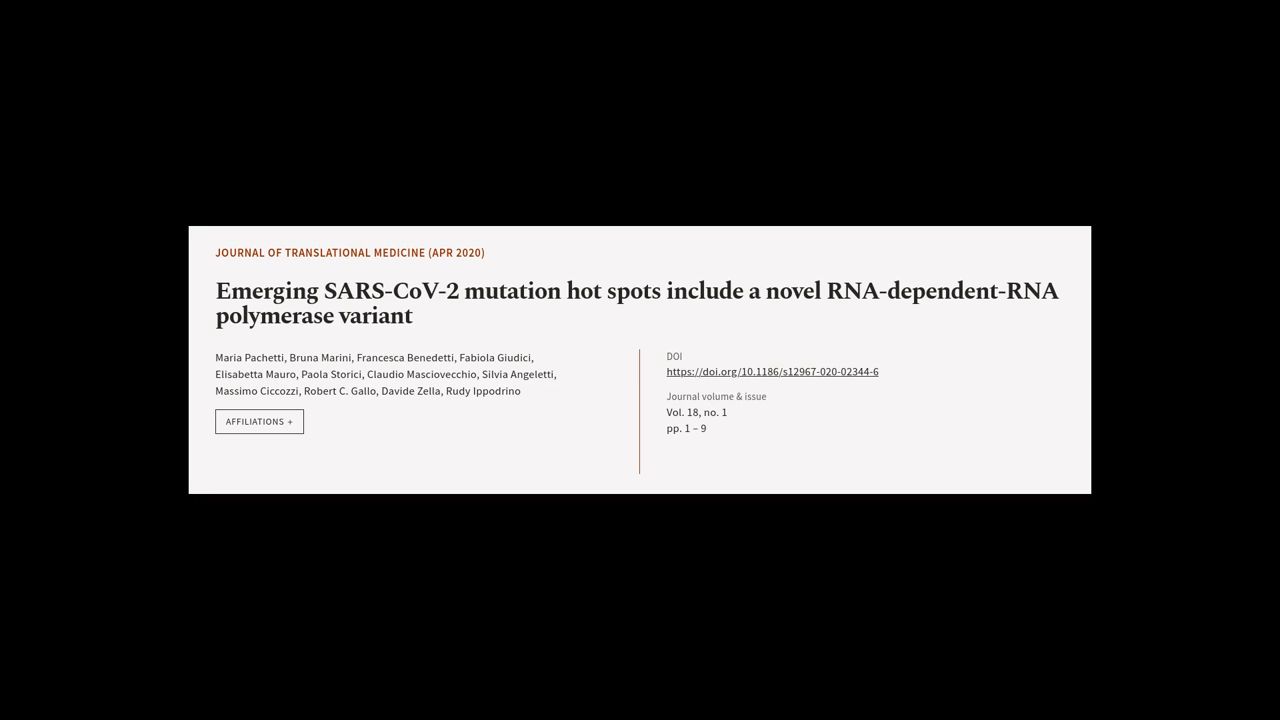 JOURNAL OF TRANSLATIONAL MEDICINE (APR 2020)
Emerging SARS-CoV-2 mutation hot spots include a novel RNA-dependent-RNA
polymerase variant
Maria Pachetti, Bruna Marini, Francesca Benedetti, Fabiola Giudici,
Elisabetta Mauro, Paola Storici, Claudio Masciovecchio, Silvia Angeletti,
Massimo Ciccozzi, Robert C. Gallo, Davide Zella, Rudy Ippodrino
AFFILIATIONS +
DOI
https://doi.org/10.1186/s12967-020-02344-6
Journal volume & issue
Vol. 18, no. 1
pp. 1 – 9